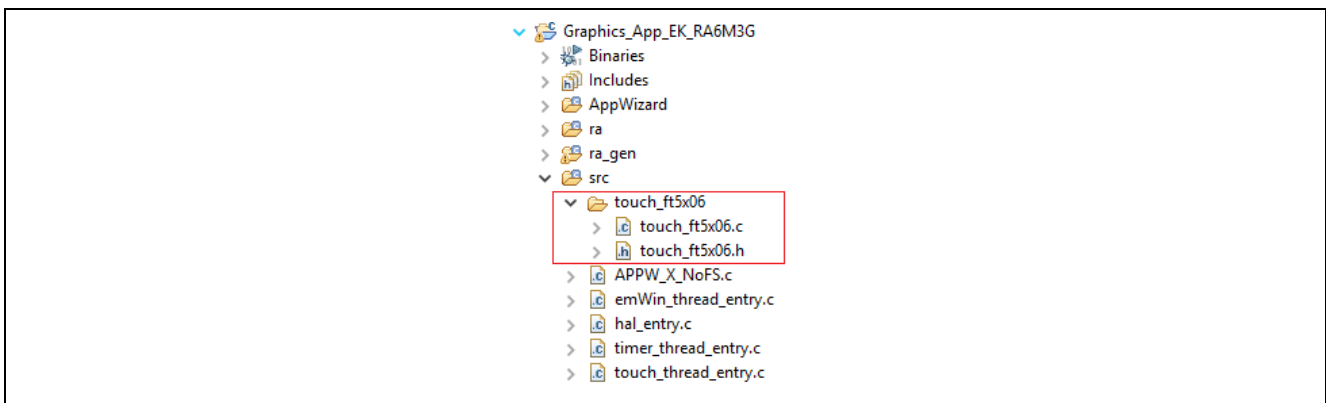 Graphics_App_EK_RA6M3G
Binaries
Includes
AppWizard
ra
ra_gen
src
touch_ft5x06
touch_ft5x06.c
touch_ft5x06.h
APPW_X_NoFS.c
emWin_thread_entry.c
hal_entry.c
timer_thread_entry.c
touch_thread_entry.c